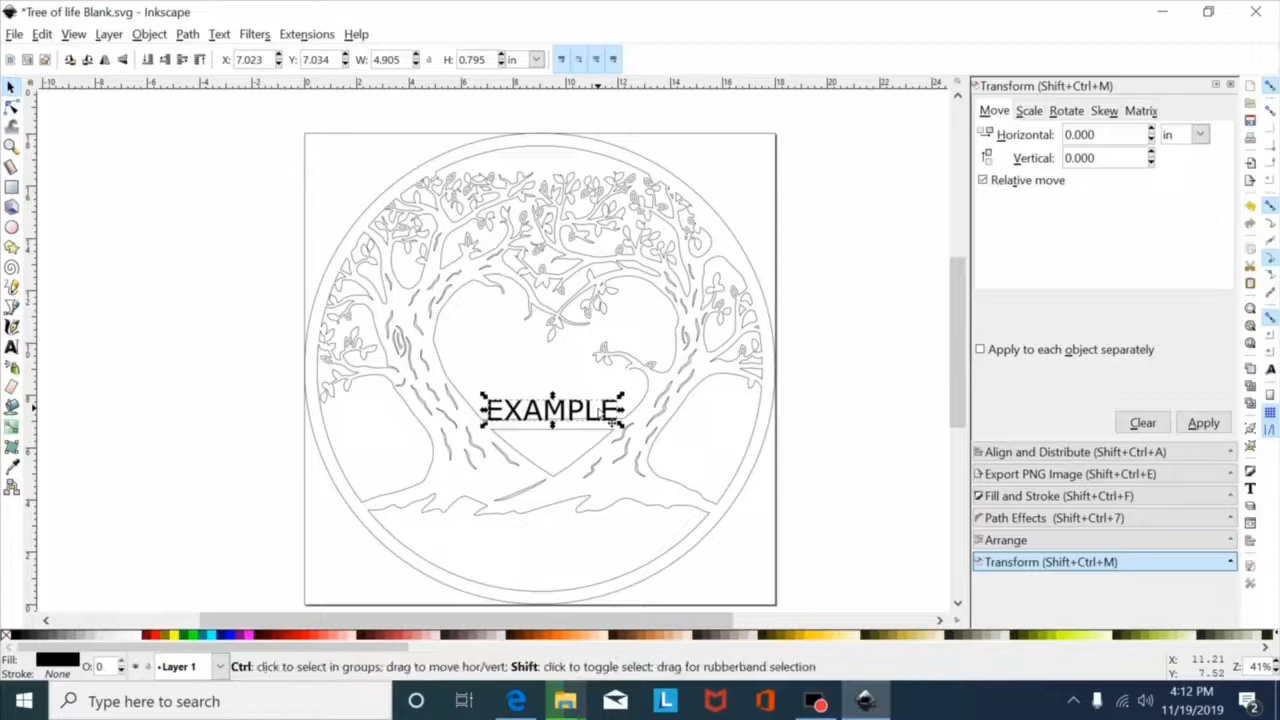 *Tree of life Blank.svg - Inkscape
File Edit View Layer Object Path Text Filters Extensions Help
X: 7.023 Y: 7.034 W: 4.905 H: 0.795 in
Transform (Shift+Ctrl+M)
Move Scale Rotate Skew Matrix
Horizontal: 0.000 in
Vertical: 0.000
Relative move
EXAMPLE
Apply to each object separately
Clear Apply
Align and Distribute (Shift+Ctrl+A)
Export PNG Image (Shift+Ctrl+E)
Fill and Stroke (Shift+Ctrl+F)
Path Effects (Shift+Ctrl+7)
Arrange
Transform (Shift+Ctrl+M)
Fill:
Stroke: None
O: 0
Layer 1
Ctrl: click to select in groups; drag to move hor/vert; Shift: click to toggle select; drag for rubberband selection
X: 11.21
Y: 7.52
Z: 41%
Type here to search
4:12 PM
11/19/2019
2